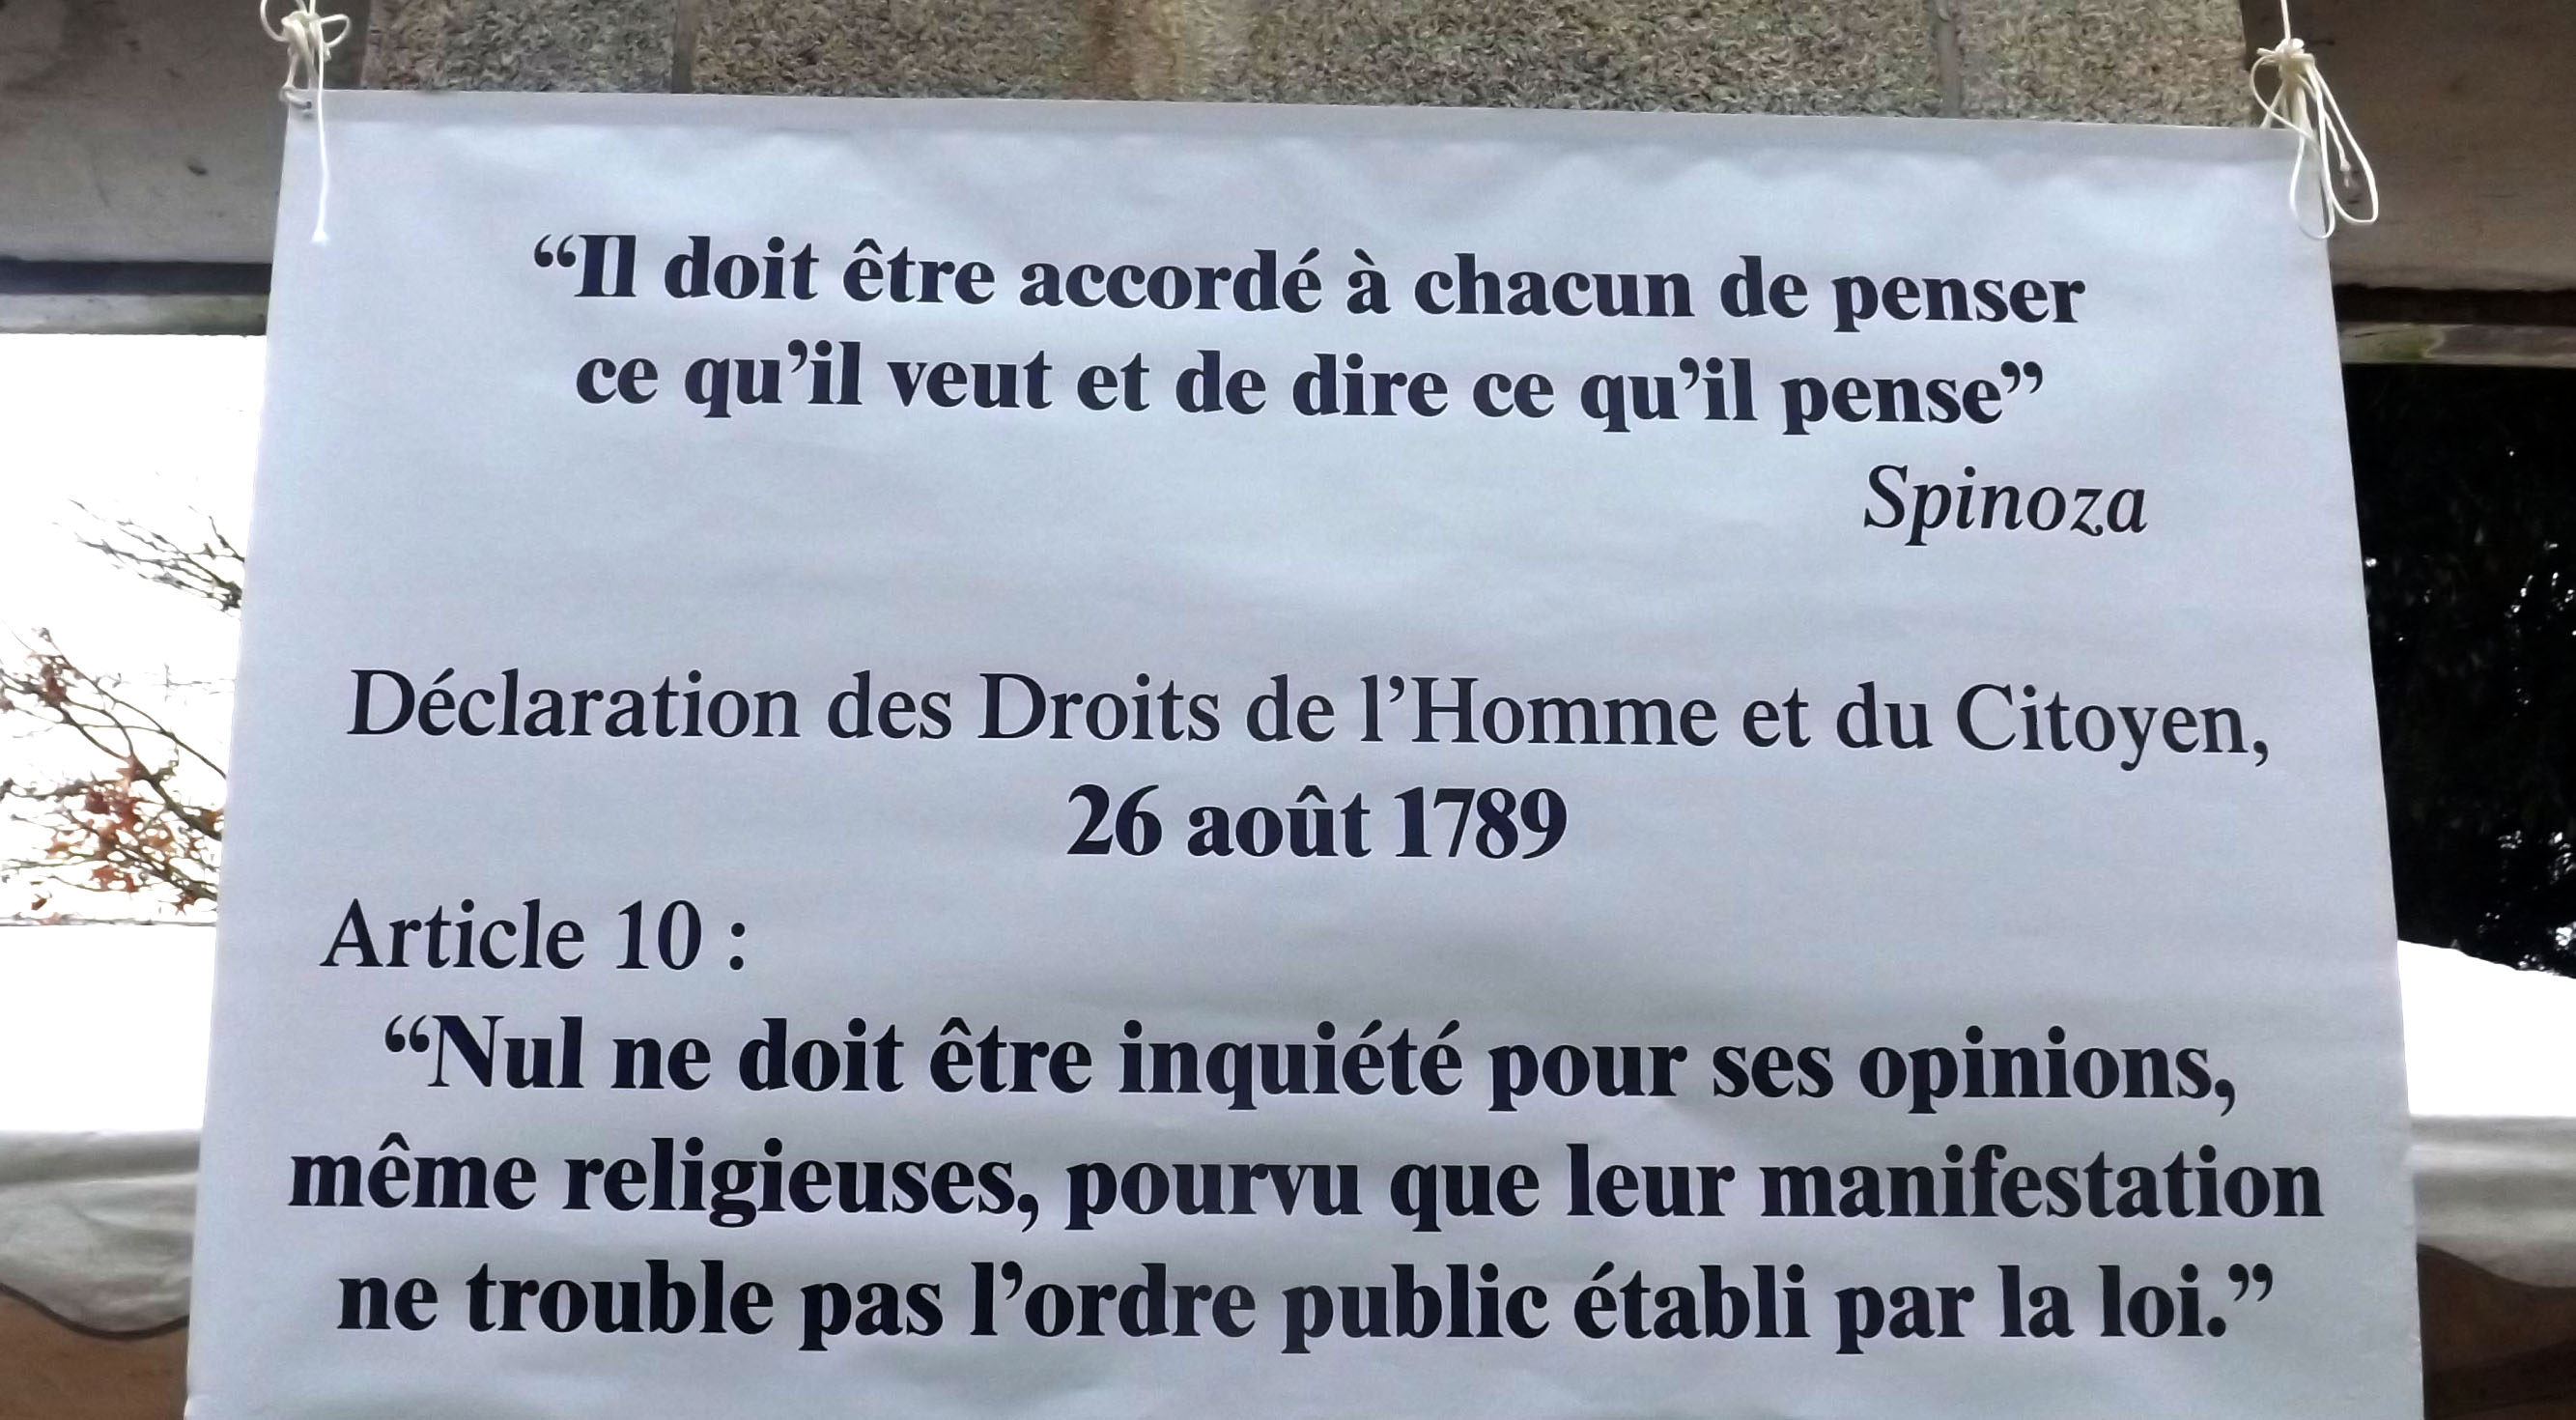 “Il doit être accordé à chacun de penser
ce qu’il veut et de dire ce qu’il pense”
Spinoza
Déclaration des Droits de l’Homme et du Citoyen,
26 août 1789
Article 10 :
“Nul ne doit être inquiété pour ses opinions,
même religieuses, pourvu que leur manifestation
ne trouble pas l’ordre public établi par la loi.”